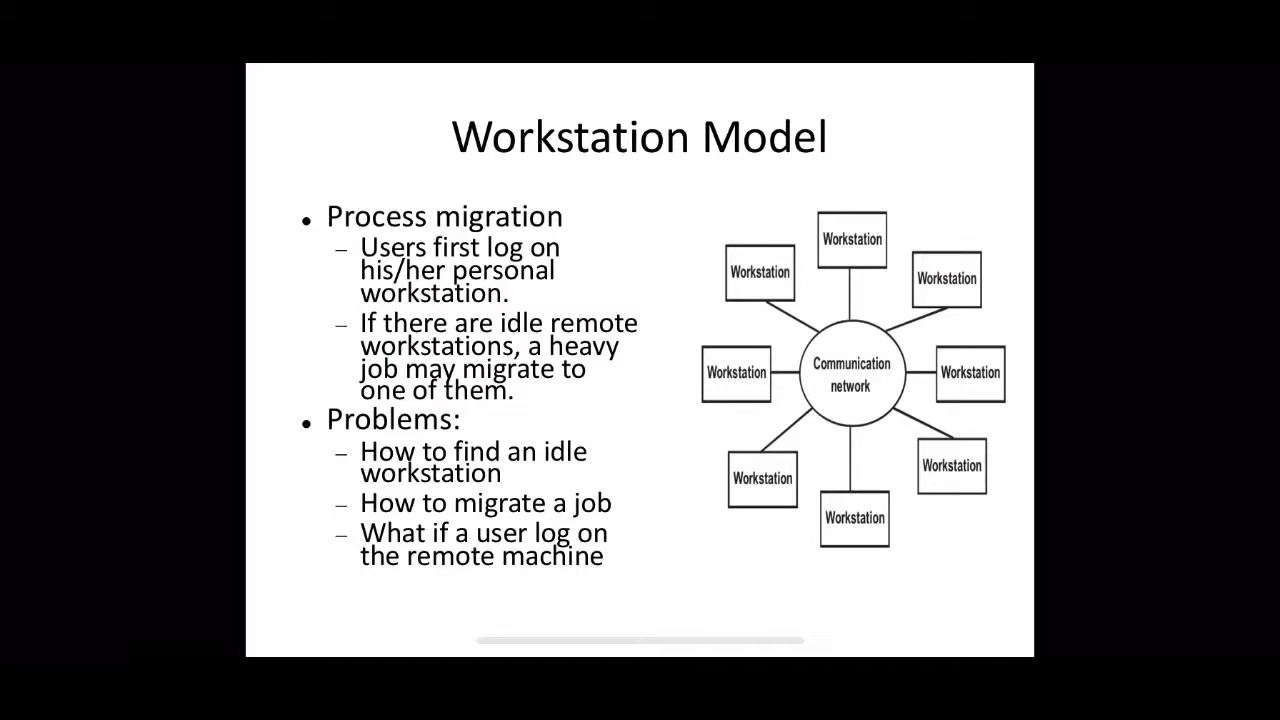 Workstation Model
• Process migration
– Users first log on
his/her personal
workstation.
– If there are idle remote
workstations, a heavy
job may migrate to
one of them.
• Problems:
– How to find an idle
workstation
– How to migrate a job
– What if a user log on
the remote machine
Workstation
Workstation
Workstation
Workstation
Communication
network
Workstation
Workstation
Workstation
Workstation